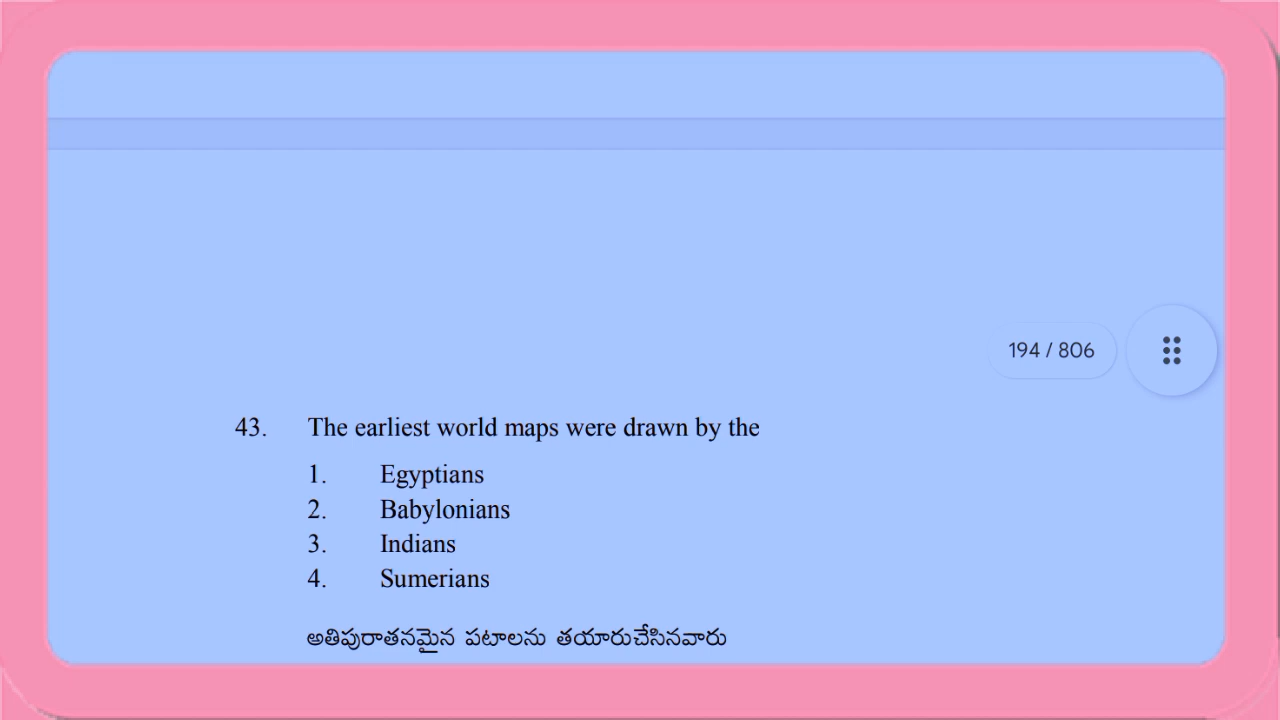 194 / 806
43. The earliest world maps were drawn by the
1. Egyptians
2. Babylonians
3. Indians
4. Sumerians
అతిపురాతనమైన పటాలను తయారుచేసినవారు